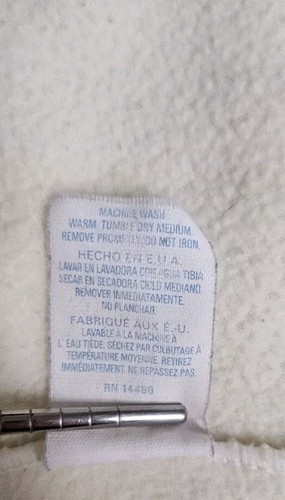 MACHINE WASH
WARM. TUMBLE DRY MEDIUM.
REMOVE PROMPTLY. DO NOT IRON.
HECHO EN E.U.A.
LAVAR EN LAVADORA CON AGUA TIBIA.
SECAR EN SECADORA CICLO MEDIANO.
REMOVER INMEDIATAMENTE.
NO PLANCHAR.
FABRIQUÉ AUX É.-U.
LAVABLE À LA MACHINE À
L'EAU TIÈDE. SÉCHEZ PAR CULBUTAGE À
TEMPÉRATURE MOYENNE. RETIREZ
IMMÉDIATEMENT. NE REPASSEZ PAS.
RN 14486